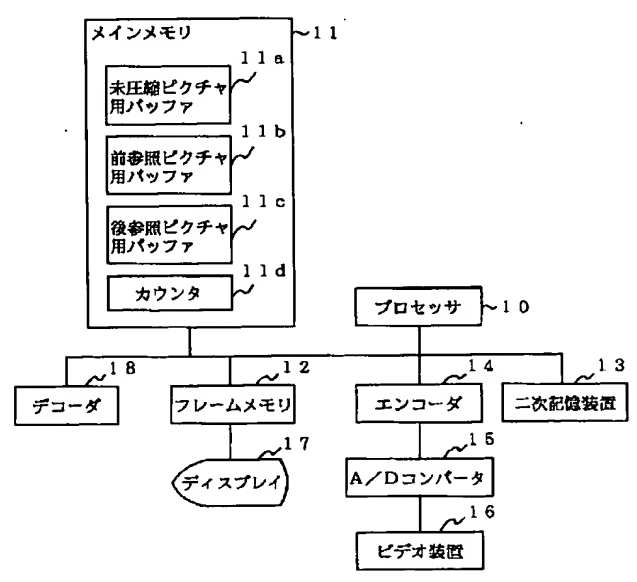 メインメモリ
11
11a
未圧縮ピクチャ
用バッファ
11b
前参照ピクチャ
用バッファ
11c
後参照ピクチャ
用バッファ
11d
カウンタ
プロセッサ
10
18
デコーダ
12
フレームメモリ
14
エンコーダ
13
二次記憶装置
17
ディスプレイ
15
A/Dコンバータ
16
ビデオ装置